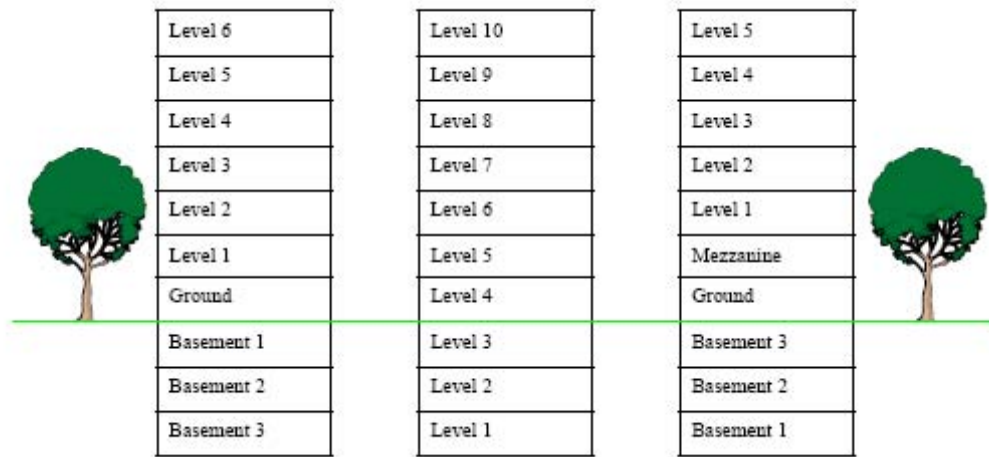 Level 6
Level 5
Level 4
Level 3
Level 2
Level 1
Ground
Basement 1
Basement 2
Basement 3
Level 10
Level 9
Level 8
Level 7
Level 6
Level 5
Level 4
Level 3
Level 2
Level 1
Level 5
Level 4
Level 3
Level 2
Level 1
Mezzanine
Ground
Basement 3
Basement 2
Basement 1